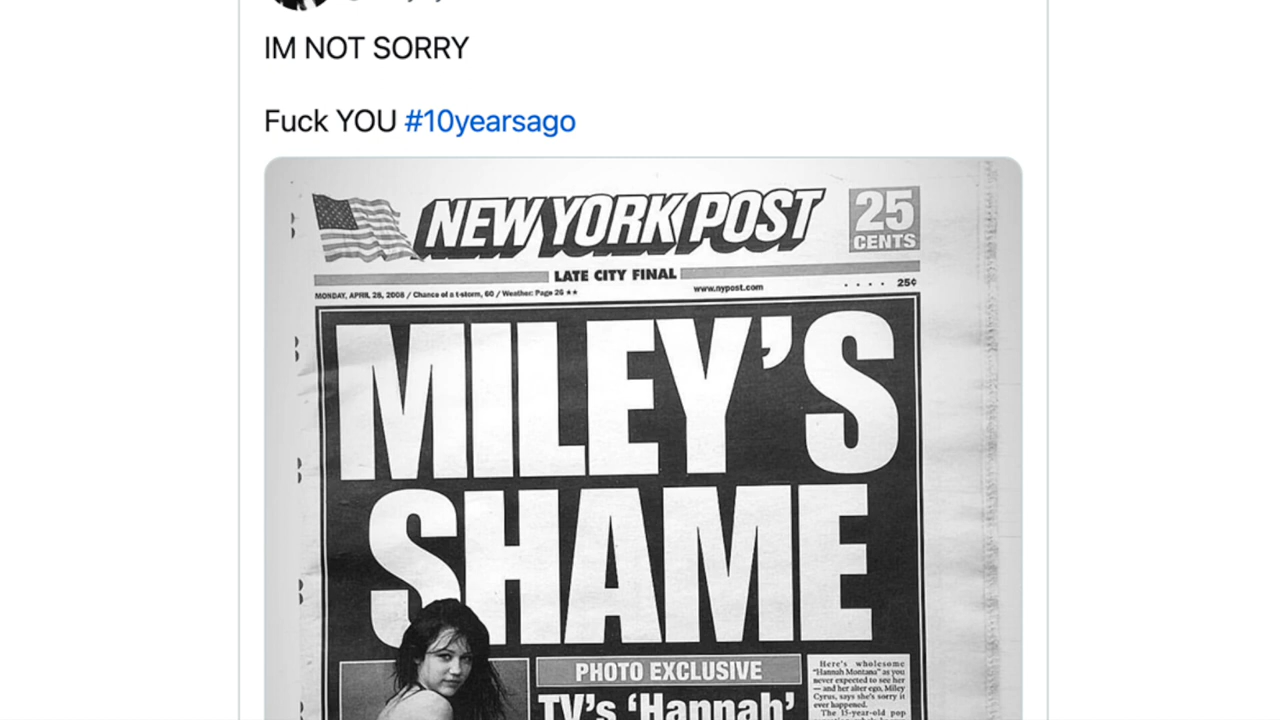 IM NOT SORRY
Fuck YOU #10yearsago
NEW YORK POST
25
CENTS
LATE CITY FINAL
MONDAY, APRIL 28, 2008 / Chance of a t-storm, 60 / Weather: Page 26 ★★
www.nypost.com
25¢
MILEY'S
SHAME
PHOTO EXCLUSIVE
TV's 'Hannah'
Here's wholesome
"Hannah Montana" as you
never expected to see her
— and her alter ego, Miley
Cyrus, says she's sorry it
ever happened.
The 15-year-old pop